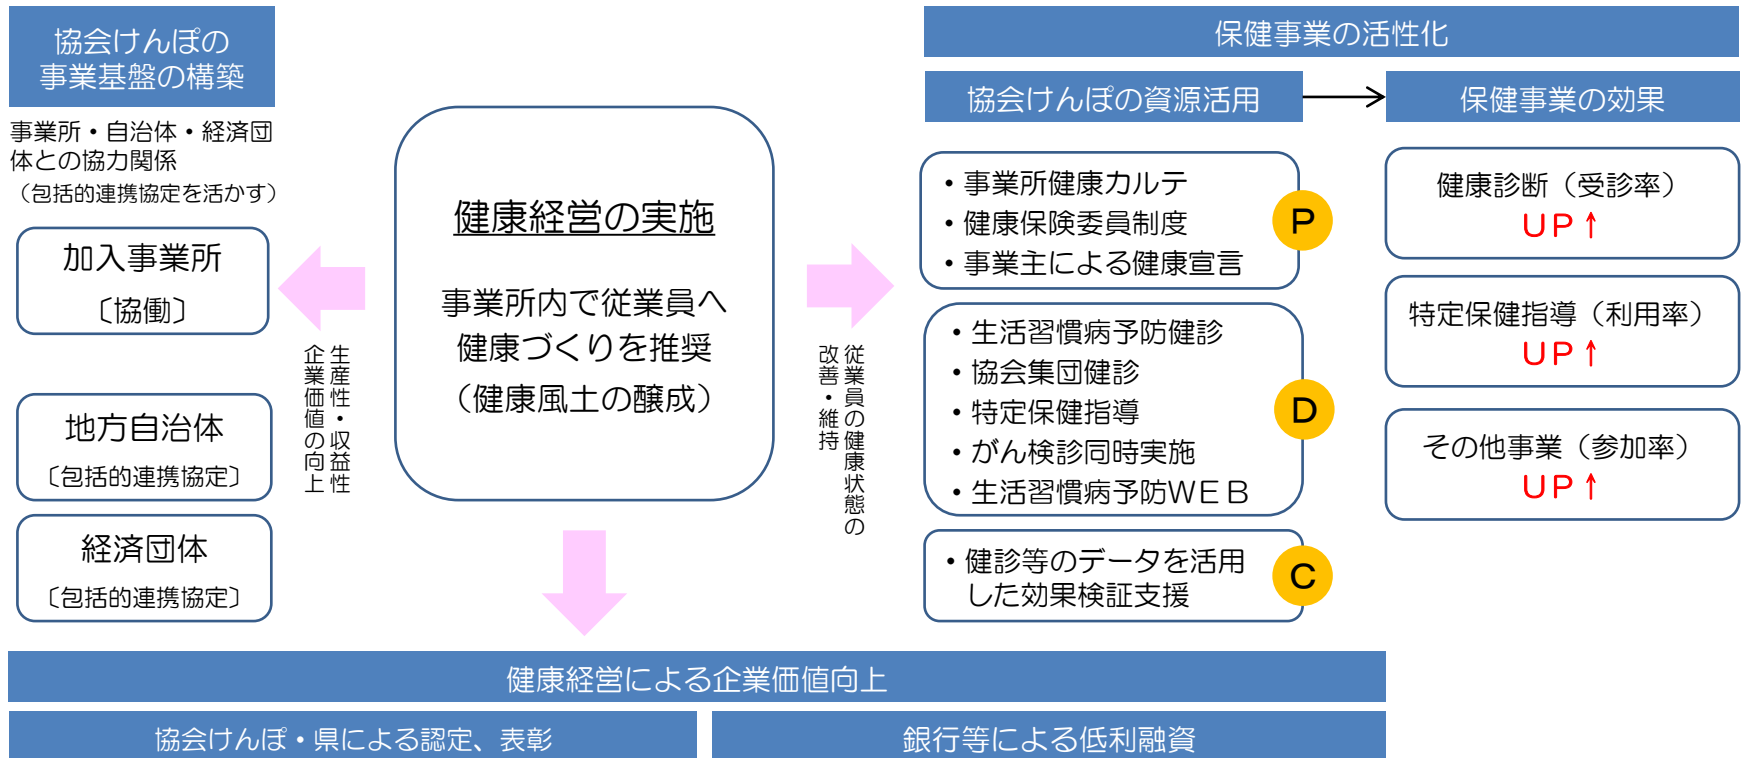 協会けんぽの
事業基盤の構築
事業所・自治体・経済団
体との協力関係
（包括的連携協定を活かす）
加入事業所
〔協働〕
地方自治体
〔包括的連携協定〕
経済団体
〔包括的連携協定〕
生産性・収益性
企業価値の向上
健康経営の実施
事業所内で従業員へ
健康づくりを推奨
（健康風土の醸成）
従業員の健康状態の
改善・維持
保健事業の活性化
協会けんぽの資源活用
保健事業の効果
・事業所健康カルテ
・健康保険委員制度
・事業主による健康宣言
P
・生活習慣病予防健診
・協会集団健診
・特定保健指導
・がん検診同時実施
・生活習慣病予防ＷＥＢ
D
・健診等のデータを活用
した効果検証支援
C
健康診断（受診率）
ＵＰ↑
特定保健指導（利用率）
ＵＰ↑
その他事業（参加率）
ＵＰ↑
健康経営による企業価値向上
協会けんぽ・県による認定、表彰
銀行等による低利融資